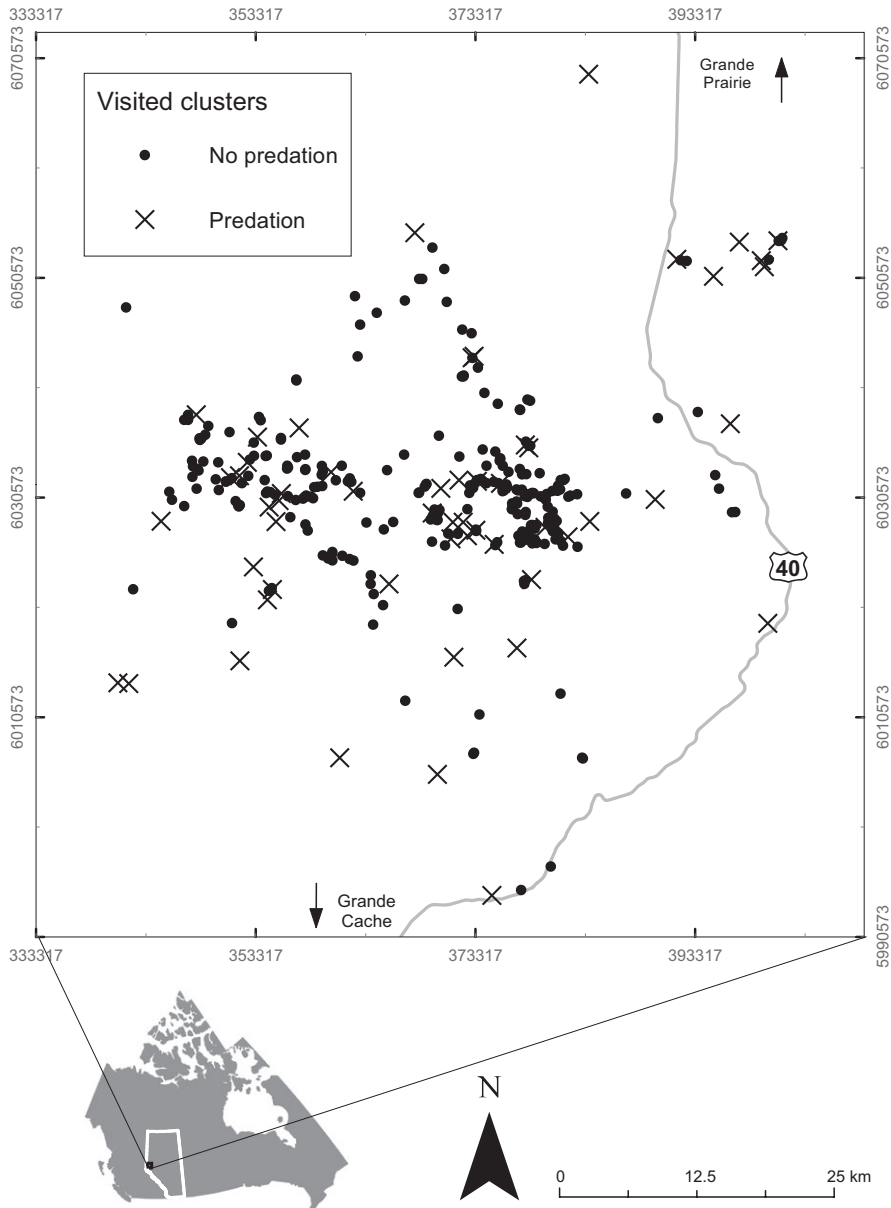 333317 353317 373317 393317
6070573
6070573
Grande
Prairie
Visited clusters
No predation
Predation
6050573
6050573
6030573
6030573
40
6010573
6010573
Grande
Cache
5990573
5990573
333317 353317 373317 393317
N
0 12.5 25 km